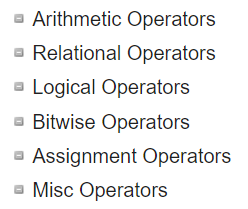 Arithmetic Operators
Relational Operators
Logical Operators
Bitwise Operators
Assignment Operators
Misc Operators